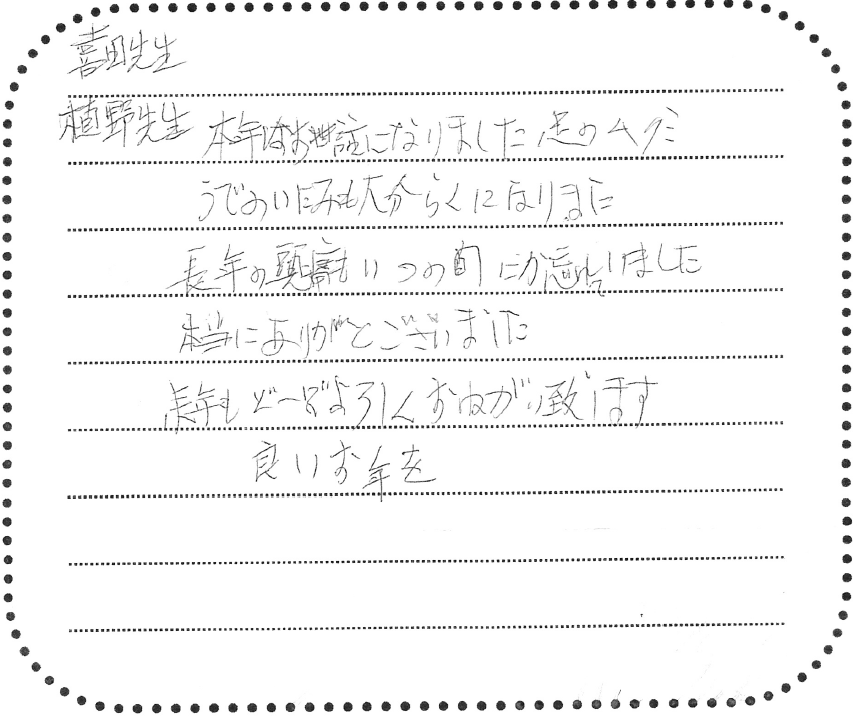 喜田先生
植野先生 本年はお世話になりました 足のムクミ
うでのいたみも大分らくになりました
長年の頭痛もいつの間にか忘れていました
本当にありがとございました
来年もどーぞよろしくおねがい致します
良いお年を